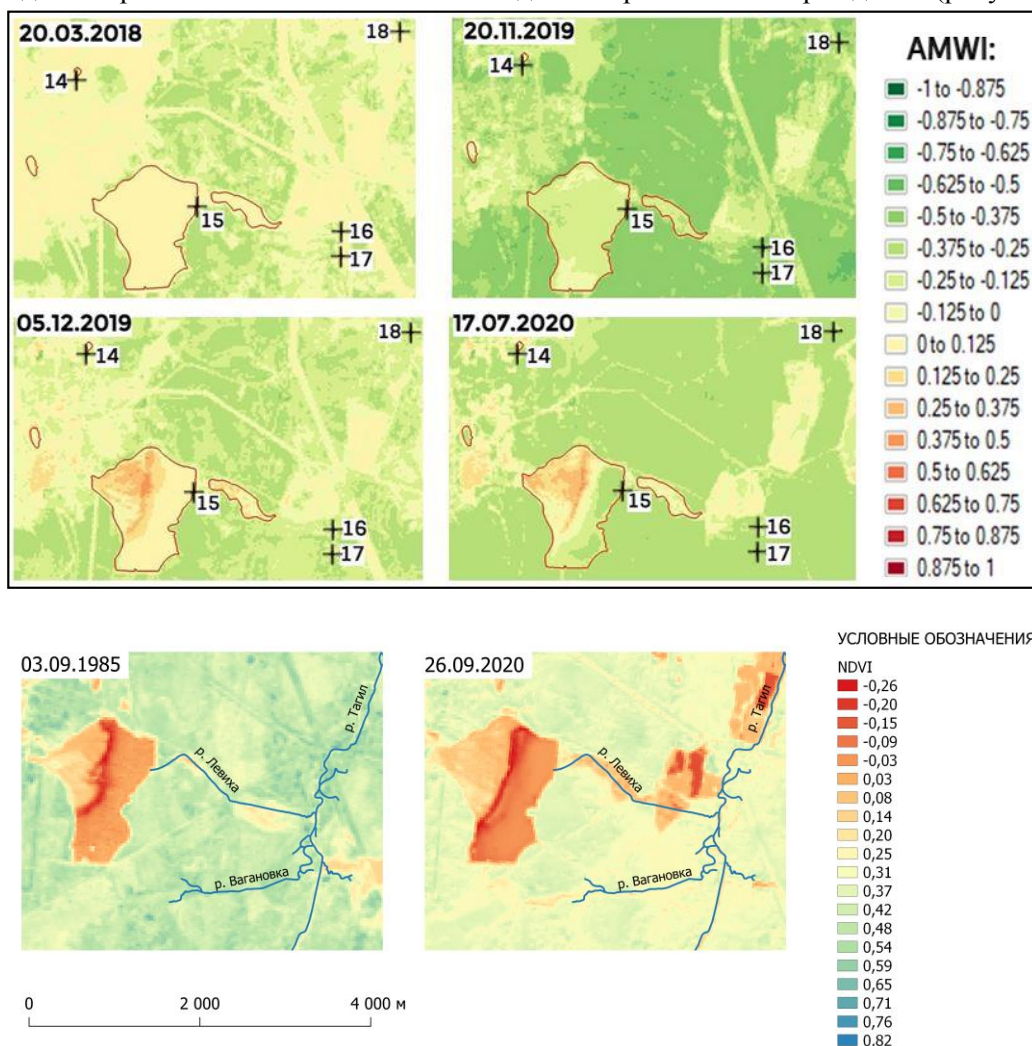 20.03.2018
18
14
15
16
17
20.11.2019
18
14
15
16
17
05.12.2019
18
14
15
16
17
17.07.2020
18
14
15
16
17
AMWI:
-1 to -0.875
-0.875 to -0.75
-0.75 to -0.625
-0.625 to -0.5
-0.5 to -0.375
-0.375 to -0.25
-0.25 to -0.125
-0.125 to 0
0 to 0.125
0.125 to 0.25
0.25 to 0.375
0.375 to 0.5
0.5 to 0.625
0.625 to 0.75
0.75 to 0.875
0.875 to 1
03.09.1985
р. Тагил
р. Левиха
р. Вагановка
26.09.2020
р. Тагил
р. Левиха
р. Вагановка
0
2 000
4 000 м
УСЛОВНЫЕ ОБОЗНАЧЕНИЯ
NDVI
-0,26
-0,20
-0,15
-0,09
-0,03
0,03
0,08
0,14
0,20
0,25
0,31
0,37
0,42
0,48
0,54
0,59
0,65
0,71
0,76
0,82